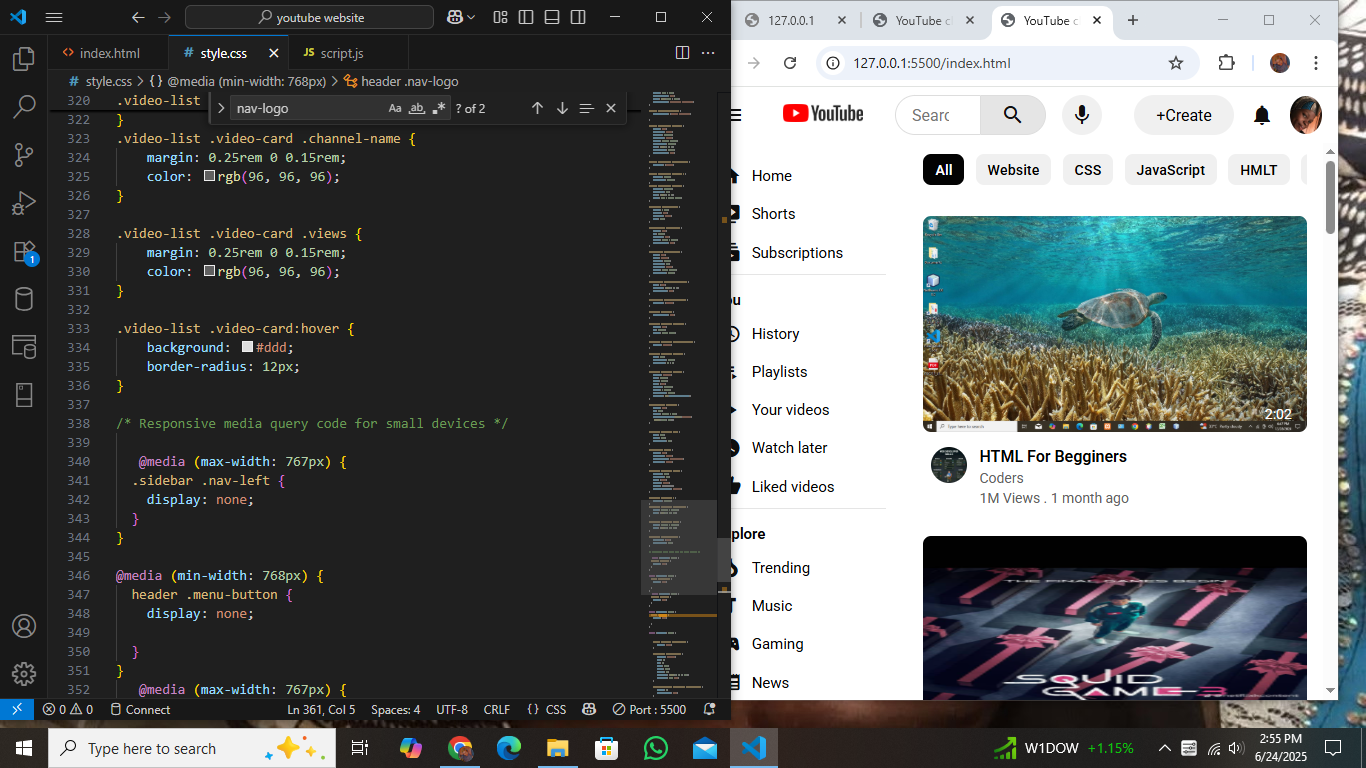 youtube website
index.html
style.css
script.js
style.css > {} @media (min-width: 768px) > header .nav-logo
nav-logo
Aa
ab
? of 2
320 .video-list
322 }
323 .video-list .video-card .channel-name {
324 margin: 0.25rem 0 0.15rem;
325 color: rgb(96, 96, 96);
326 }
327
328 .video-list .video-card .views {
329 margin: 0.25rem 0 0.15rem;
330 color: rgb(96, 96, 96);
331 }
332
333 .video-list .video-card:hover {
334 background: #ddd;
335 border-radius: 12px;
336 }
337
338 /* Responsive media query code for small devices */
339
340 @media (max-width: 767px) {
341 .sidebar .nav-left {
342 display: none;
343 }
344 }
345
346 @media (min-width: 768px) {
347 header .menu-button {
348 display: none;
349
350 }
351 }
352 @media (max-width: 767px) {
1
0 0
Connect
Ln 361, Col 5
Spaces: 4
UTF-8
CRLF
{} CSS
Port : 5500
127.0.0.1
YouTube cl
YouTube c
127.0.0.1:5500/index.html
YouTube
Searc
+Create
All
Website
CSS
JavaScript
HMLT
Home
Shorts
Subscriptions
ou
History
Playlists
Your videos
Watch later
Liked videos
plore
Trending
Music
Gaming
News
2:02
HTML For Begginers
Coders
1M Views . 1 month ago
THE FINAL GAMES BEGIN
SQUID
GAME 3
Type here to search
W1DOW +1.15%
2:55 PM
6/24/2025